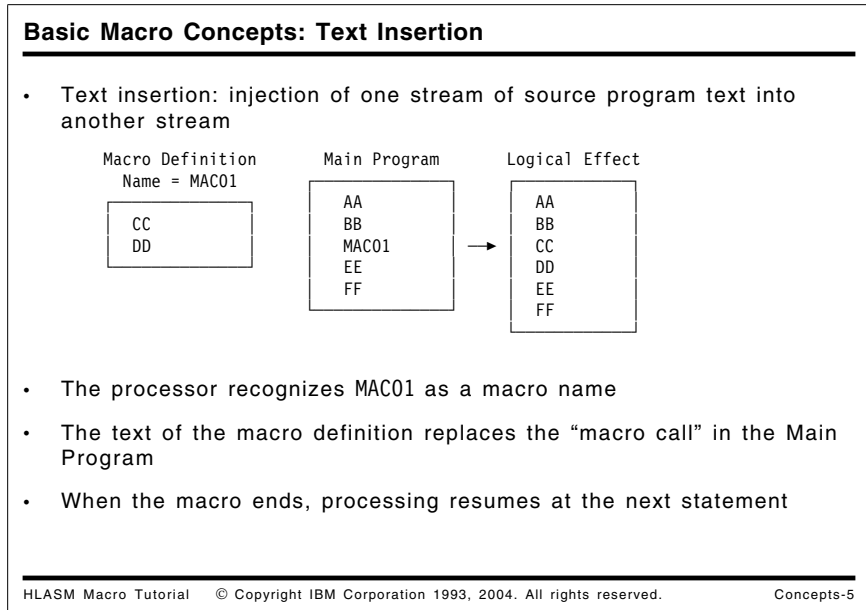 Basic Macro Concepts: Text Insertion
• Text insertion: injection of one stream of source program text into
another stream
Macro Definition
Name = MAC01
CC
DD
Main Program
AA
BB
MAC01
EE
FF
Logical Effect
AA
BB
CC
DD
EE
FF
• The processor recognizes MAC01 as a macro name
• The text of the macro definition replaces the “macro call” in the Main
Program
• When the macro ends, processing resumes at the next statement
HLASM Macro Tutorial © Copyright IBM Corporation 1993, 2004. All rights reserved. Concepts-5